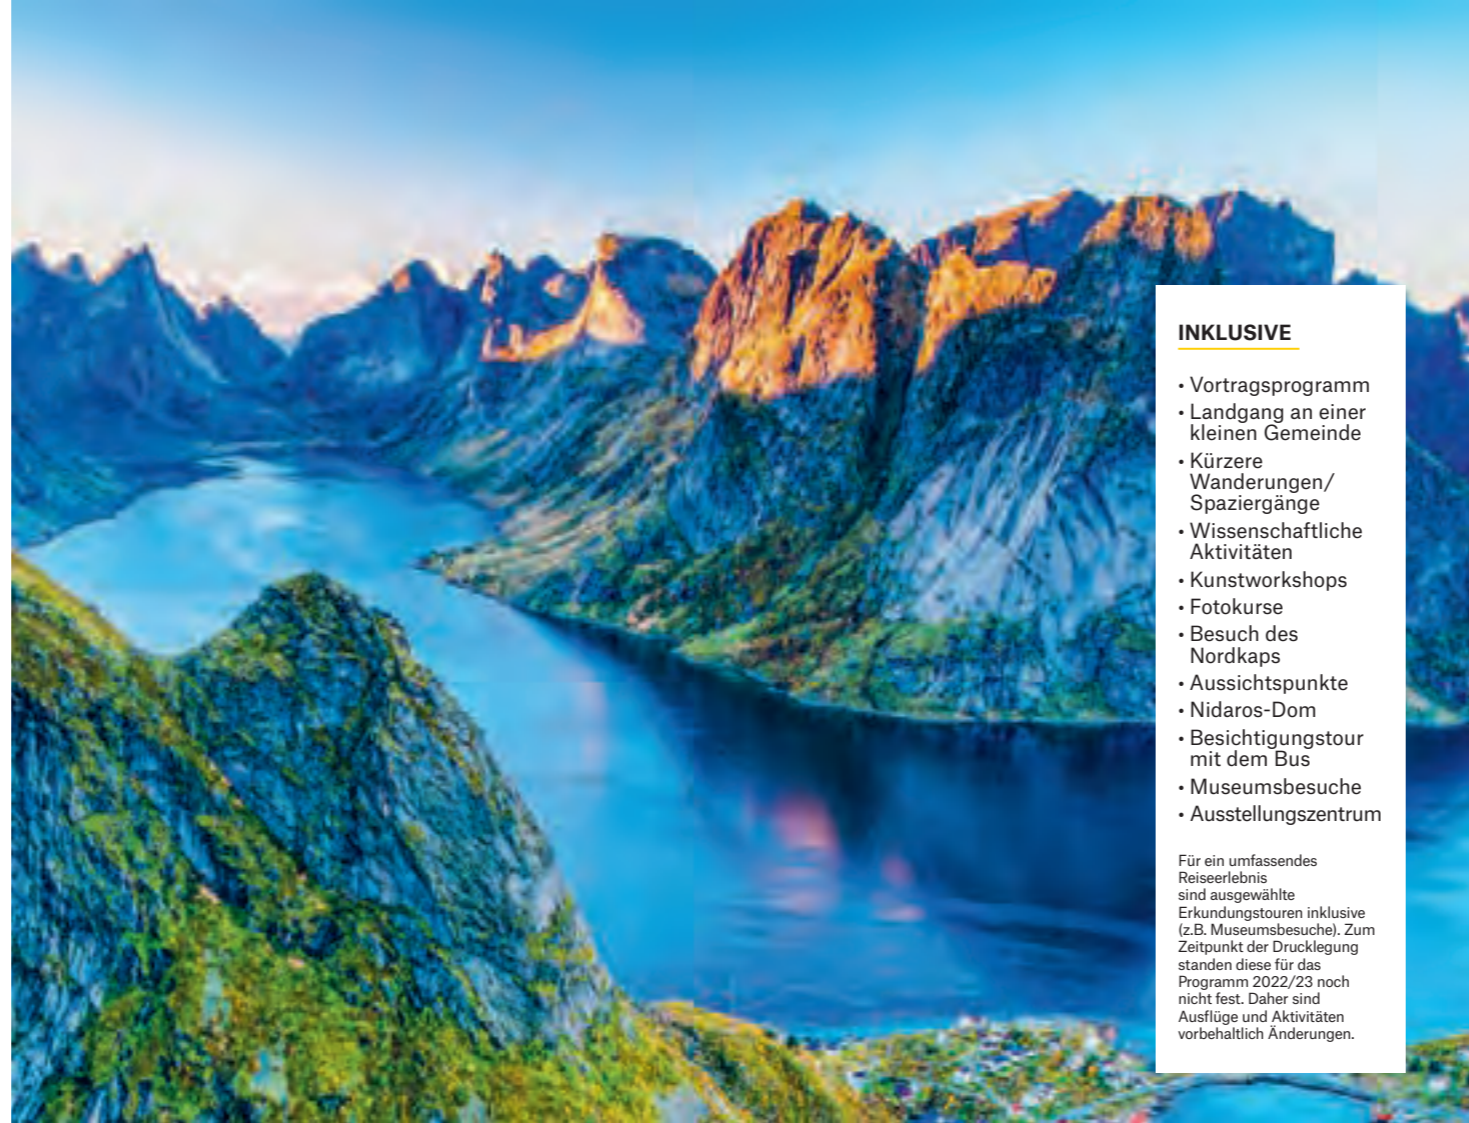 INKLUSIVE
• Vortragsprogramm
• Landgang an einer
kleinen Gemeinde
• Kürzere
Wanderungen/
Spaziergänge
• Wissenschaftliche
Aktivitäten
• Kunstworkshops
• Fotokurse
• Besuch des
Nordkaps
• Aussichtspunkte
• Nidaros-Dom
• Besichtigungstour
mit dem Bus
• Museumsbesuche
• Ausstellungszentrum
Für ein umfassendes
Reiseerlebnis
sind ausgewählte
Erkundungstouren inklusive
(z.B. Museumsbesuche). Zum
Zeitpunkt der Drucklegung
standen diese für das
Programm 2022/23 noch
nicht fest. Daher sind
Ausflüge und Aktivitäten
vorbehaltlich Änderungen.